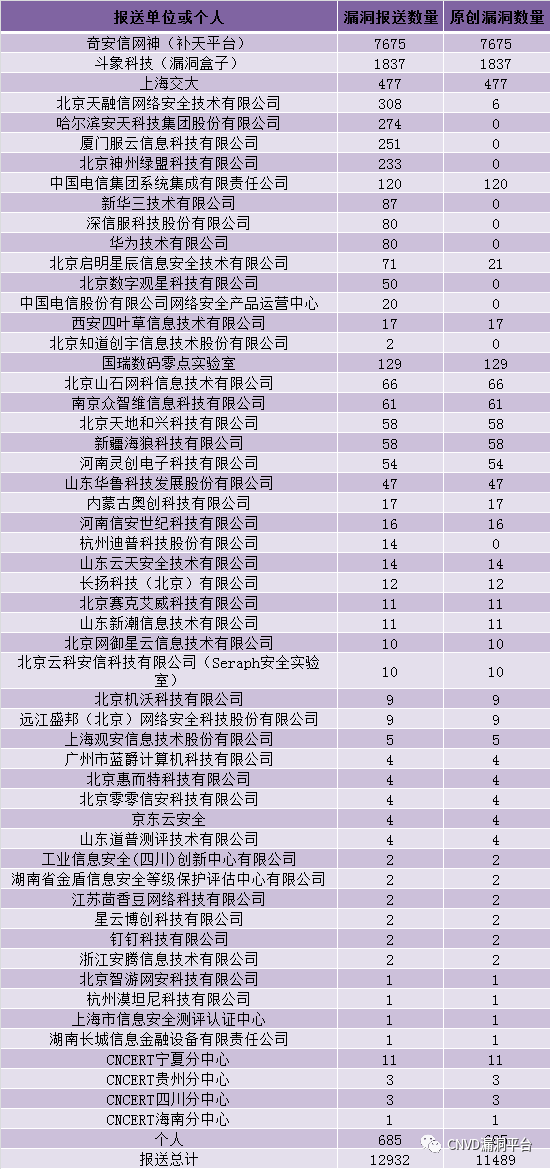 报送单位或个人 漏洞报送数量 原创漏洞数量
奇安信网神（补天平台） 7675 7675
斗象科技（漏洞盒子） 1837 1837
上海交大 477 477
北京天融信网络安全技术有限公司 308 6
哈尔滨安天科技集团股份有限公司 274 0
厦门服云信息科技有限公司 251 0
北京神州绿盟科技有限公司 233 0
中国电信集团系统集成有限责任公司 120 120
新华三技术有限公司 87 0
深信服科技股份有限公司 80 0
华为技术有限公司 80 0
北京启明星辰信息安全技术有限公司 71 21
北京数字观星科技有限公司 50 0
中国电信股份有限公司网络安全产品运营中心 20 0
西安四叶草信息技术有限公司 17 17
北京知道创宇信息技术股份有限公司 2 0
国瑞数码零点实验室 129 129
北京山石网科信息技术有限公司 66 66
南京众智维信息科技有限公司 61 61
北京天地和兴科技有限公司 58 58
新疆海狼科技有限公司 58 58
河南灵创电子科技有限公司 54 54
山东华鲁科技发展股份有限公司 47 47
内蒙古奥创科技有限公司 17 17
河南信安世纪科技有限公司 16 16
杭州迪普科技股份有限公司 14 0
山东云天安全技术有限公司 14 14
长扬科技（北京）有限公司 12 12
北京赛克艾威科技有限公司 11 11
山东新潮信息技术有限公司 11 11
北京网御星云信息技术有限公司 10 10
北京云科安信科技有限公司（Seraph安全实验
室） 10 10
北京机沃科技有限公司 9 9
远江盛邦（北京）网络安全科技股份有限公司 9 9
上海观安信息技术股份有限公司 5 5
广州市蓝爵计算机科技有限公司 4 4
北京惠而特科技有限公司 4 4
北京零零信安科技有限公司 4 4
京东云安全 4 4
山东道普测评技术有限公司 4 4
工业信息安全(四川)创新中心有限公司 2 2
湖南省金盾信息安全等级保护评估中心有限公司 2 2
江苏茴香豆网络科技有限公司 2 2
星云博创科技有限公司 2 2
钉钉科技有限公司 2 2
浙江安腾信息技术有限公司 2 2
北京智游网安科技有限公司 1 1
杭州漠坦尼科技有限公司 1 1
上海市信息安全测评认证中心 1 1
湖南长城信息金融设备有限责任公司 1 1
CNCERT宁夏分中心 11 11
CNCERT贵州分中心 3 3
CNCERT四川分中心 3 3
CNCERT海南分中心 1 1
个人 685
CNVD漏洞平台
报送总计 12932 11489